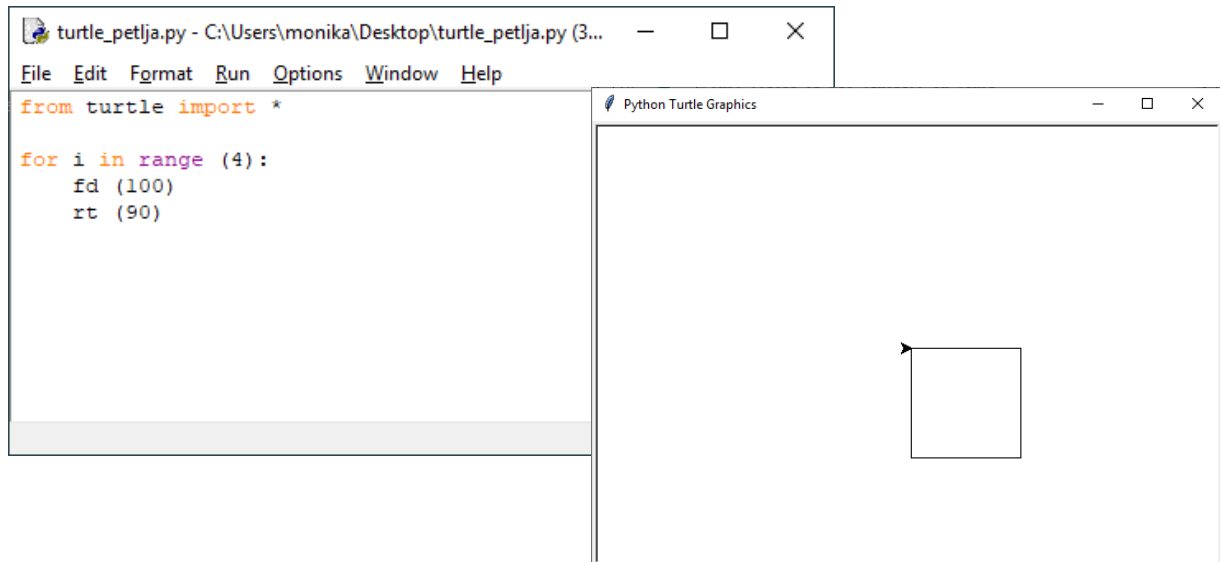 turtle_petlja.py - C:\Users\monika\Desktop\turtle_petlja.py (3...
File Edit Format Run Options Window Help
from turtle import *
for i in range (4):
    fd (100)
    rt (90)
Python Turtle Graphics